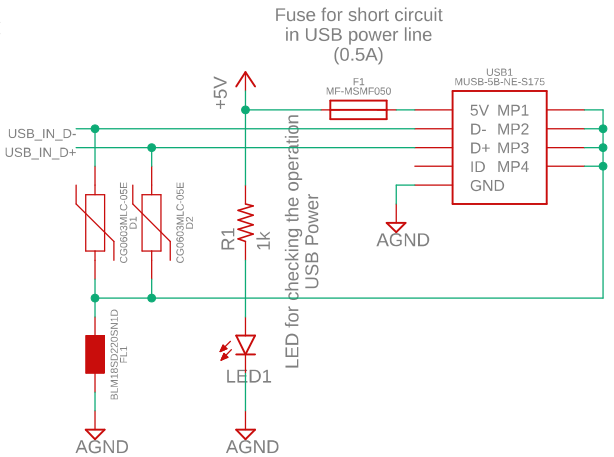 Fuse for short circuit
in USB power line
(0.5A)
+5V
F1
MF-MSMF050
USB1
MUSB-5B-NE-S175
5V MP1
D- MP2
D+ MP3
ID MP4
GND
USB_IN_D-
USB_IN_D+
AGND
CG0603MLC-05E
D1
CG0603MLC-05E
D2
R1
1k
LED for checking the operation
USB Power
BLM18SD220SN1D
FL1
LED1
AGND
AGND